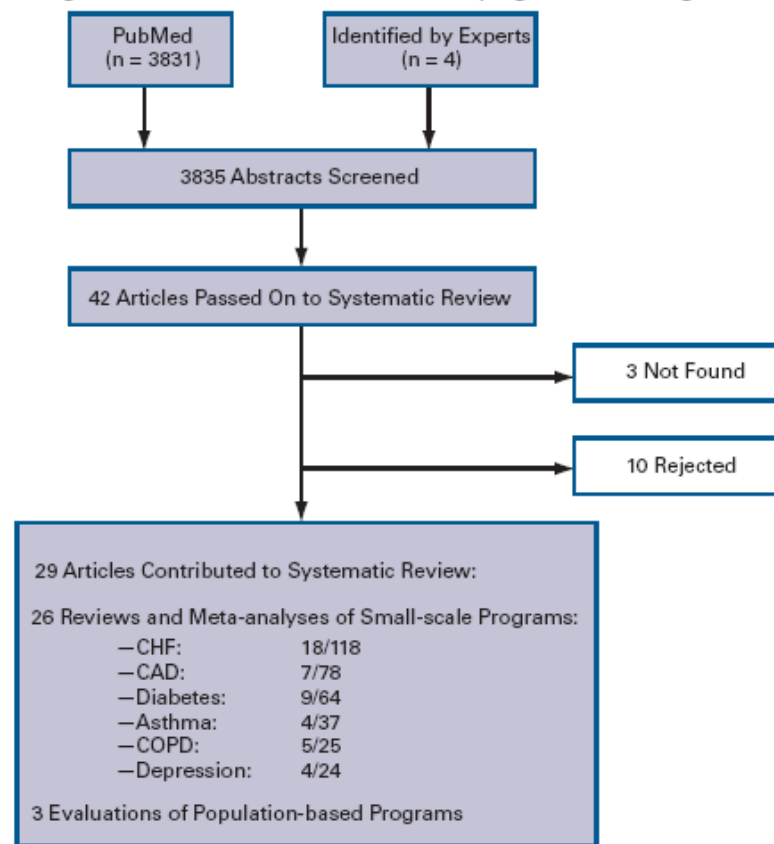 PubMed
(n = 3831)
Identified by Experts
(n = 4)
3835 Abstracts Screened
42 Articles Passed On to Systematic Review
3 Not Found
10 Rejected
29 Articles Contributed to Systematic Review:
26 Reviews and Meta-analyses of Small-scale Programs:
—CHF: 18/118
—CAD: 7/78
—Diabetes: 9/64
—Asthma: 4/37
—COPD: 5/25
—Depression: 4/24
3 Evaluations of Population-based Programs